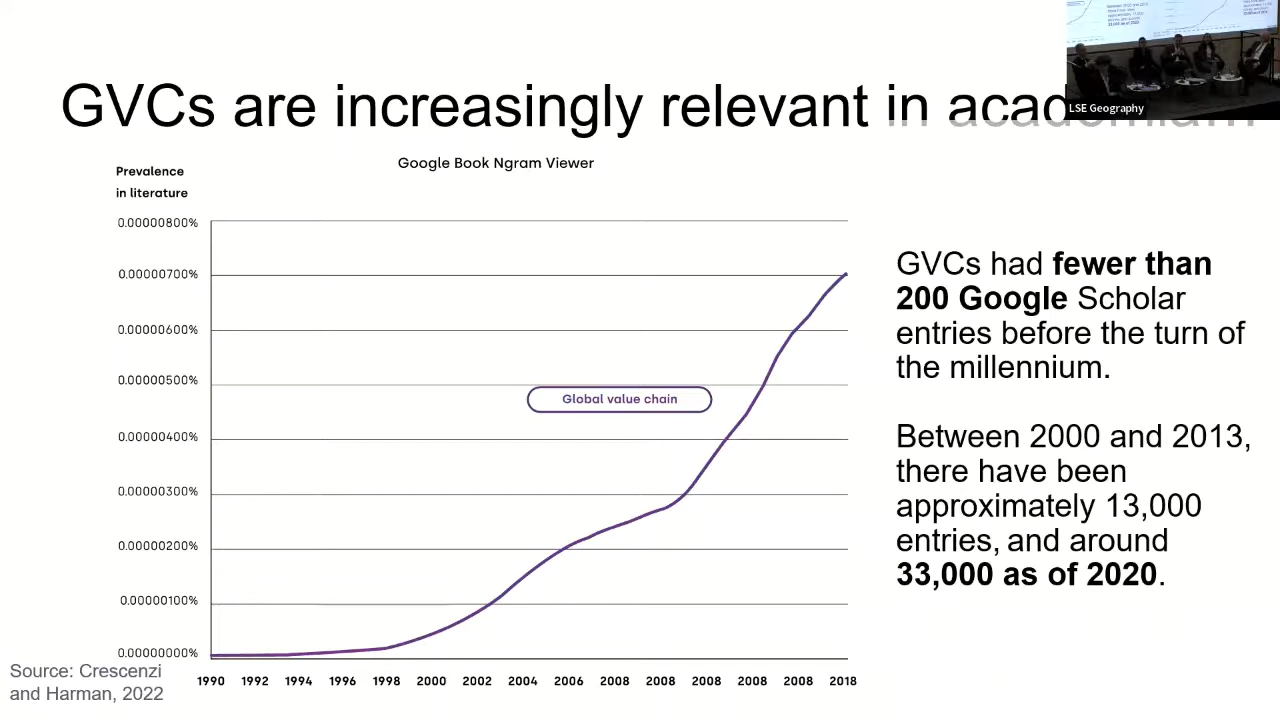 GVCs are increasingly relevant in
LSE Geography
Google Book Ngram Viewer
Prevalence
in literature
0.00000800%
0.00000700%
0.00000600%
0.00000500%
0.00000400%
0.00000300%
0.00000200%
0.00000100%
0.00000000%
Global value chain
1990 1992 1994 1996 1998 2000 2002 2004 2006 2008 2008 2008 2008 2008 2018
GVCs had fewer than
200 Google Scholar
entries before the turn of
the millennium.
Between 2000 and 2013,
there have been
approximately 13,000
entries, and around
33,000 as of 2020.
Source: Crescenzi
and Harman, 2022